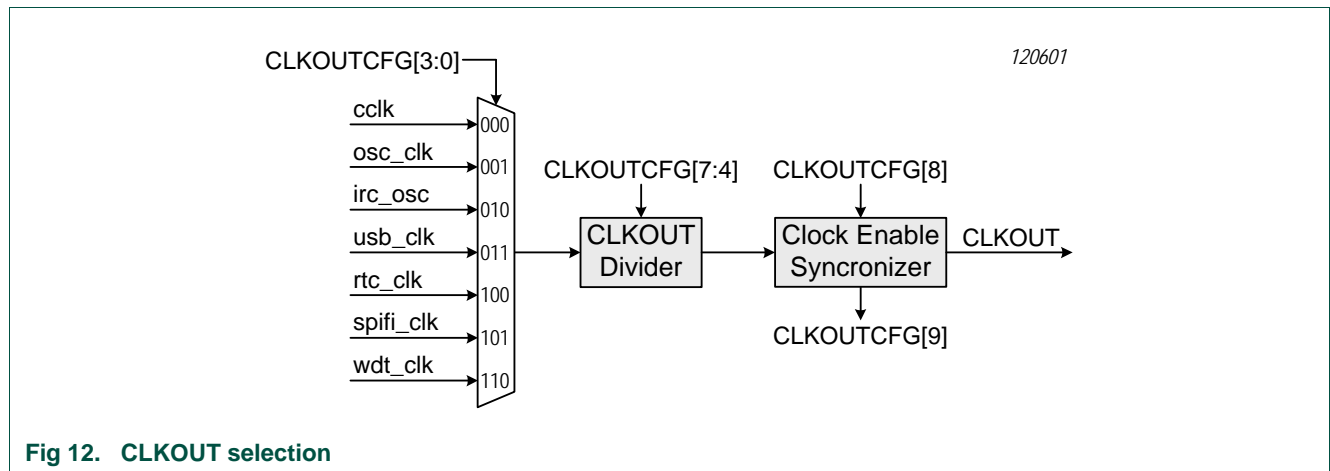 CLKOUTCFG[3:0]
120601
cclk
000
osc_clk
001
CLKOUTCFG[7:4]
CLKOUTCFG[8]
irc_osc
010
usb_clk
011
CLKOUT
Divider
Clock Enable
Syncronizer
CLKOUT
rtc_clk
100
spifi_clk
101
CLKOUTCFG[9]
wdt_clk
110
Fig 12. CLKOUT selection